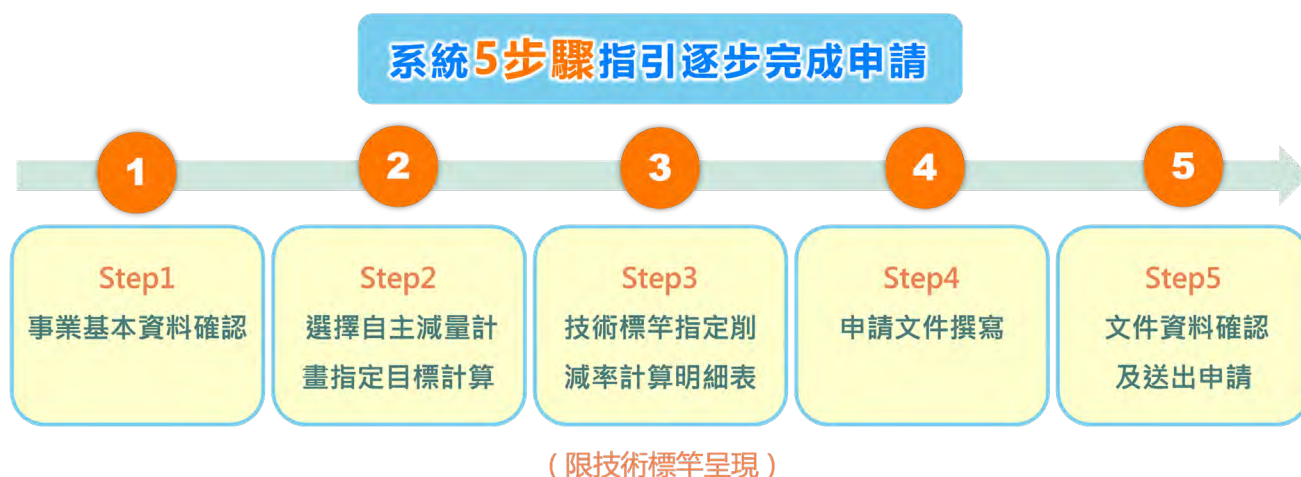 系統5步驟指引逐步完成申請
1
2
3
4
5
Step1
事業基本資料確認
Step2
選擇自主減量計
畫指定目標計算
Step3
技術標竿指定削
減率計算明細表
Step4
申請文件撰寫
Step5
文件資料確認
及送出申請
(限技術標竿呈現)